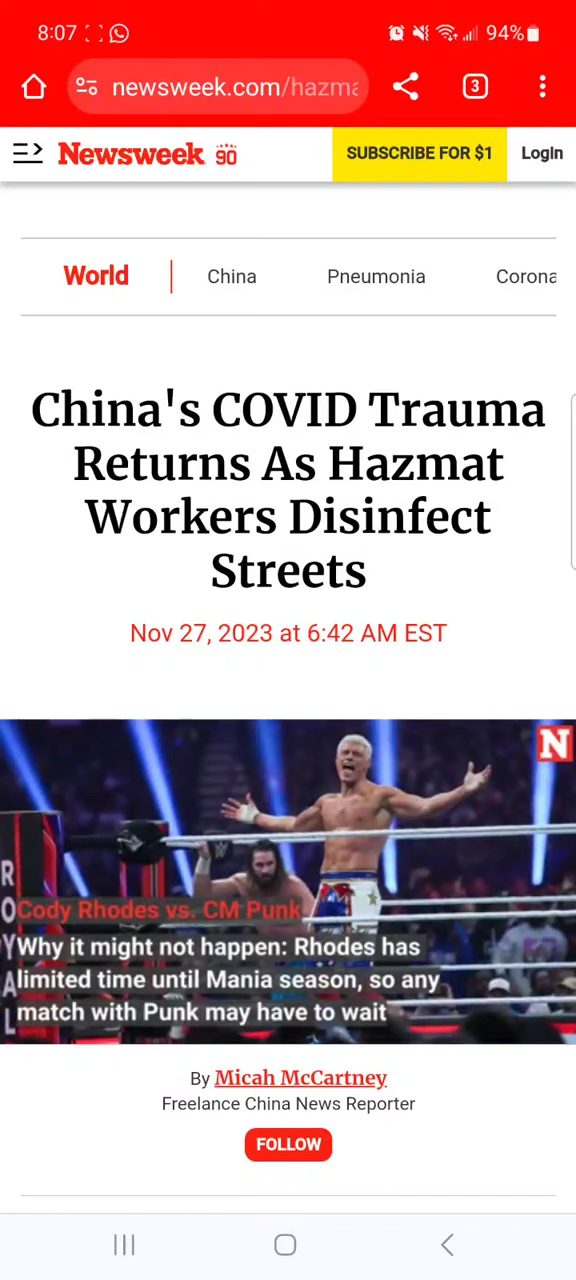 8:07
94%
newsweek.com/hazma
3
Newsweek 90
SUBSCRIBE FOR $1
Login
World
China
Pneumonia
Corona
China's COVID Trauma
Returns As Hazmat
Workers Disinfect
Streets
Nov 27, 2023 at 6:42 AM EST
N
W
ROYAL
Cody Rhodes vs. CM Punk
Why it might not happen: Rhodes has
limited time until Mania season, so any
match with Punk may have to wait
By Micah McCartney
Freelance China News Reporter
FOLLOW